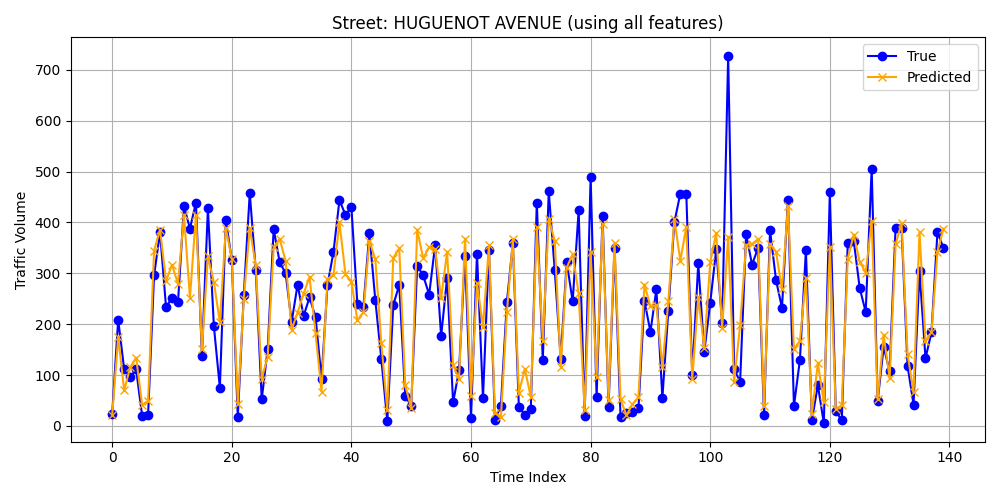 Street: HUGUENOT AVENUE (using all features)
True
Predicted
Traffic Volume
700
600
500
400
300
200
100
0
0 20 40 60 80 100 120 140
Time Index